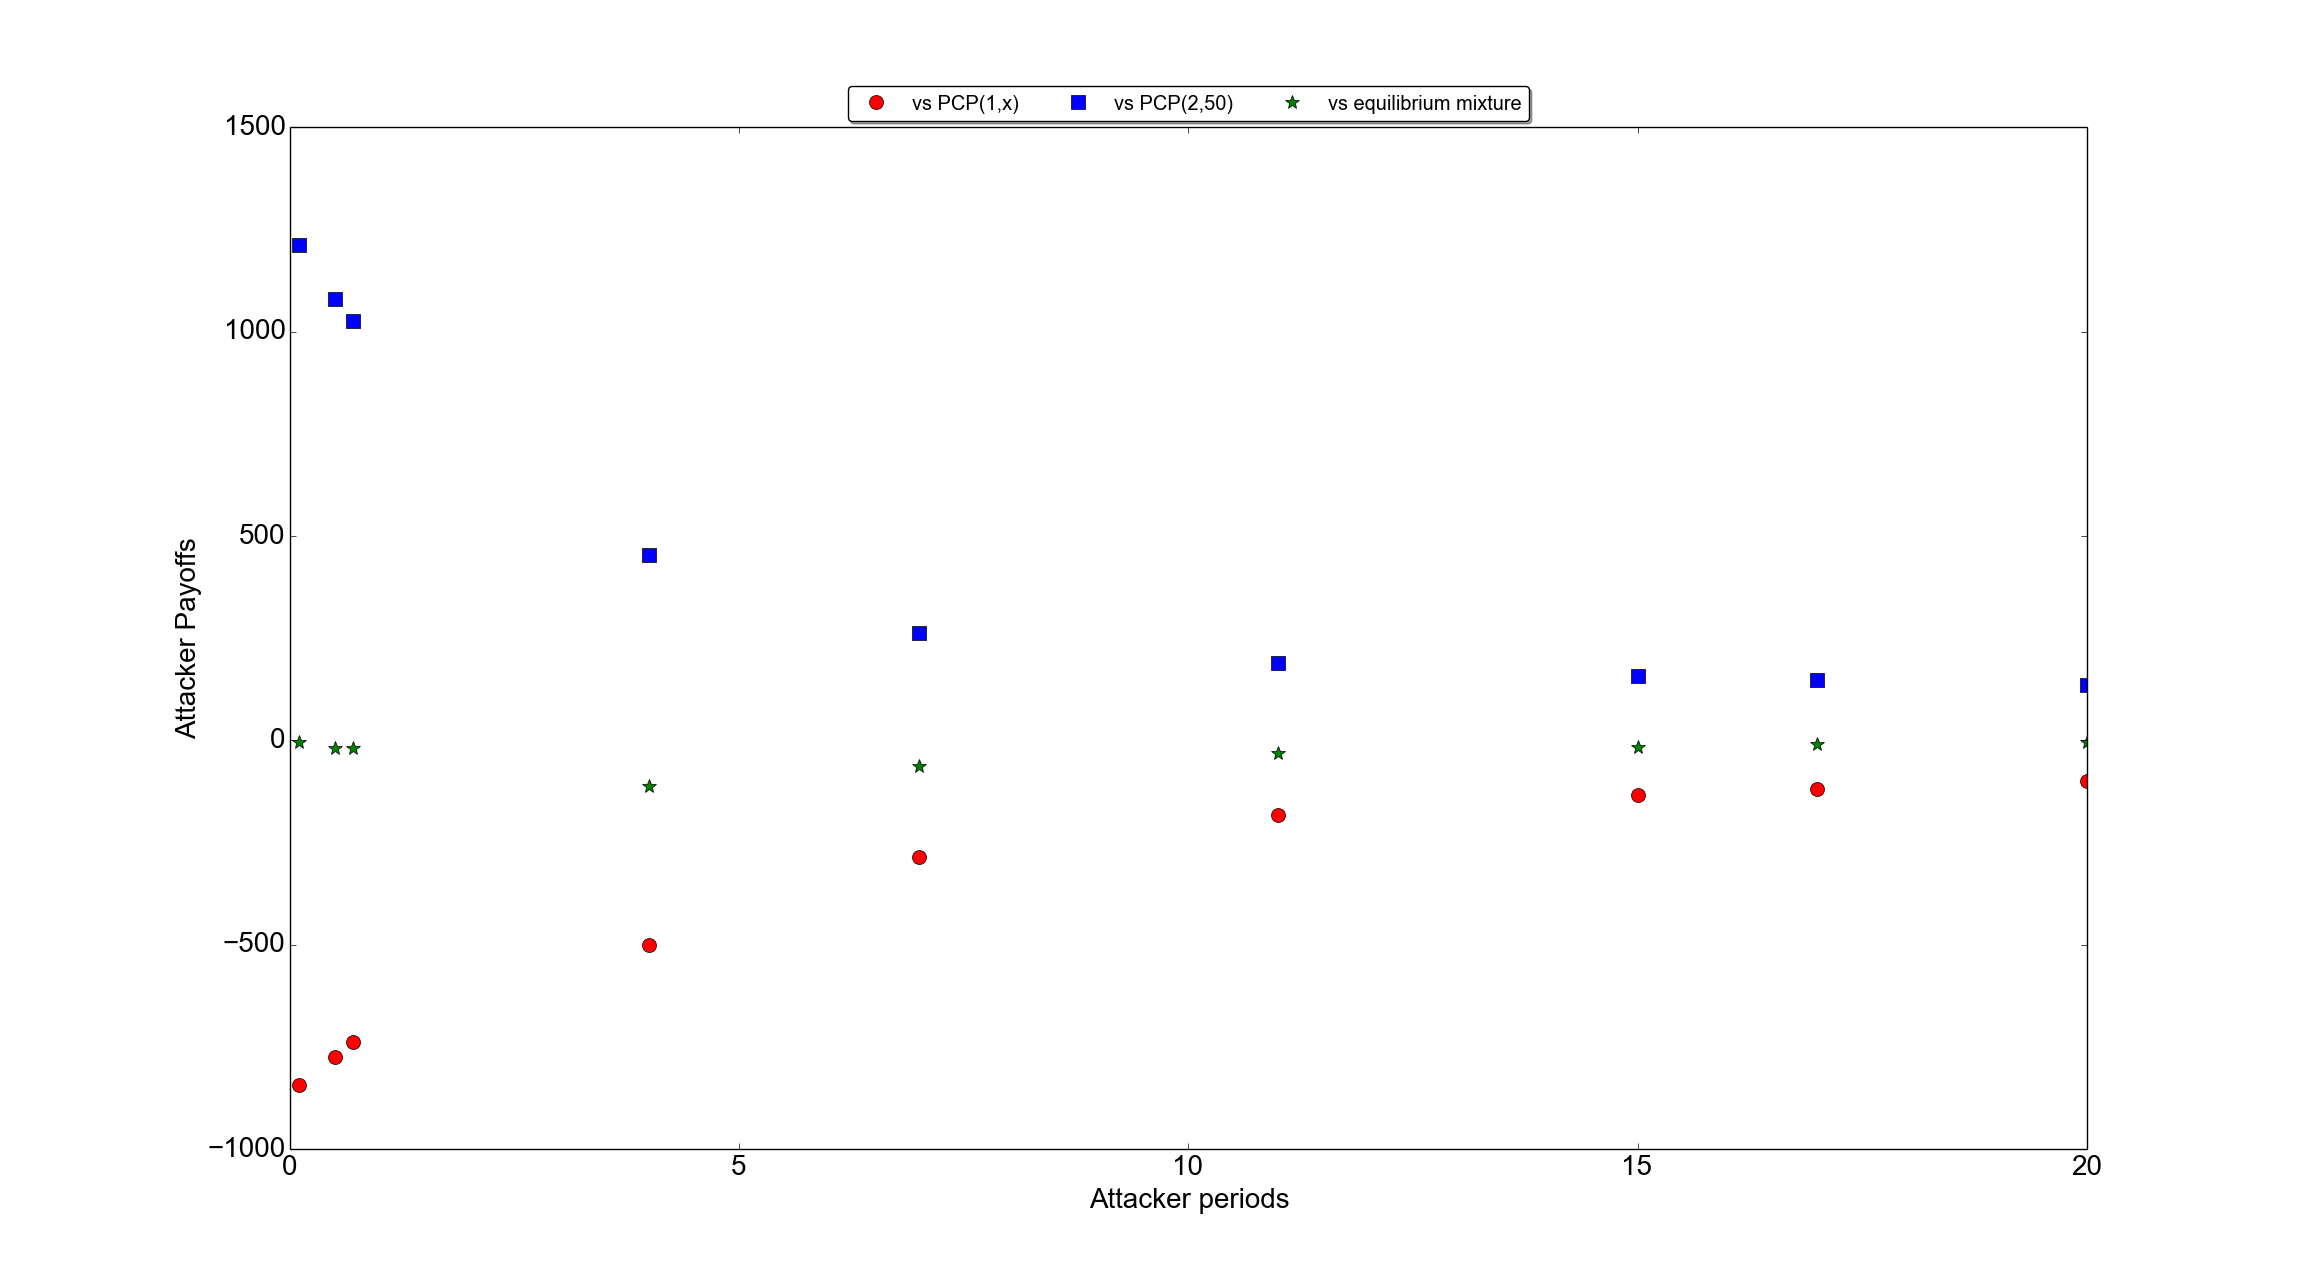 vs PCP(1,x) vs PCP(2,50) vs equilibrium mixture
1500
1000
500
0
−500
−1000
Attacker Payoffs
0 5 10 15 20
Attacker periods